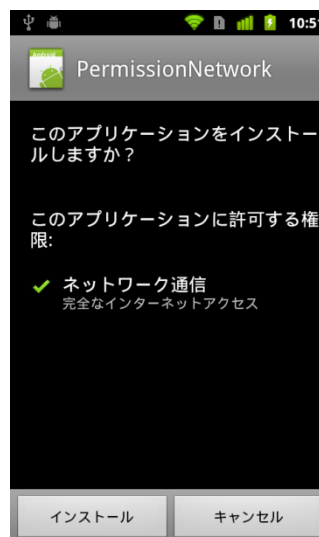 10:51
Android
PermissionNetwork
このアプリケーションをインストー
ルしますか？
このアプリケーションに許可する権
限:
ネットワーク通信
完全なインターネットアクセス
インストール
キャンセル